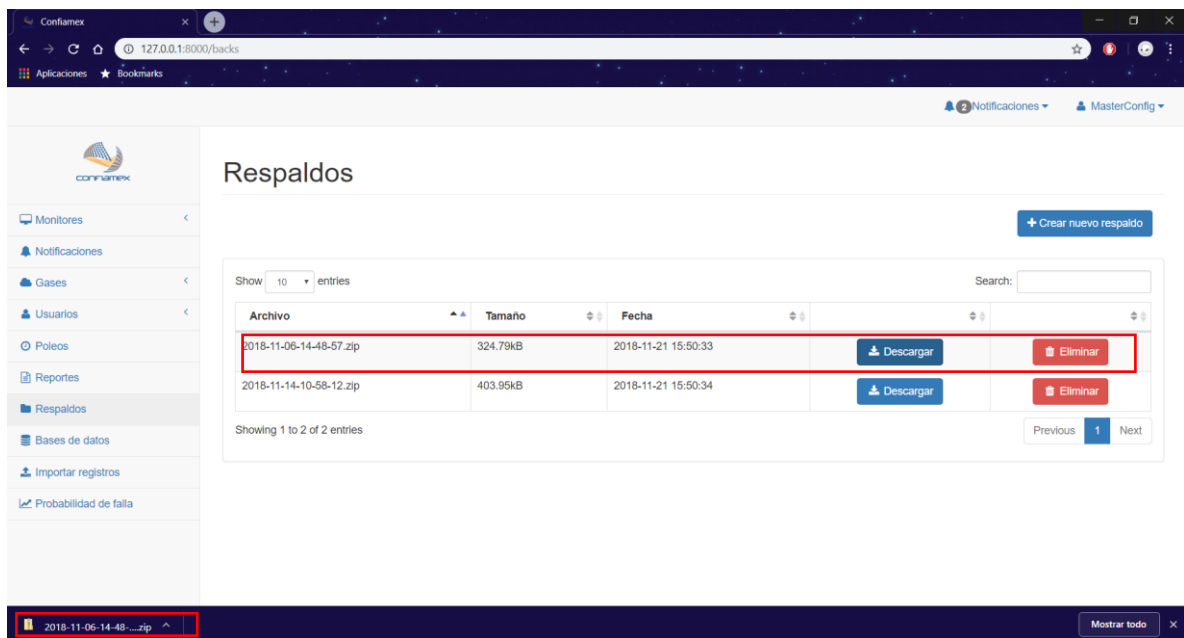 Confiamex
127.0.0.1:8000/backs
Aplicaciones Bookmarks
2 Notificaciones MasterConfig
confiamex
Respaldos
Monitores
Notificaciones
Gases
Usuarios
Poleos
Reportes
Respaldos
Bases de datos
Importar registros
Probabilidad de falla
+ Crear nuevo respaldo
Show 10 entries Search:
Archivo Tamaño Fecha
2018-11-06-14-48-57.zip 324.79kB 2018-11-21 15:50:33 Descargar Eliminar
2018-11-14-10-58-12.zip 403.95kB 2018-11-21 15:50:34 Descargar Eliminar
Showing 1 to 2 of 2 entries Previous 1 Next
2018-11-06-14-48-....zip Mostrar todo